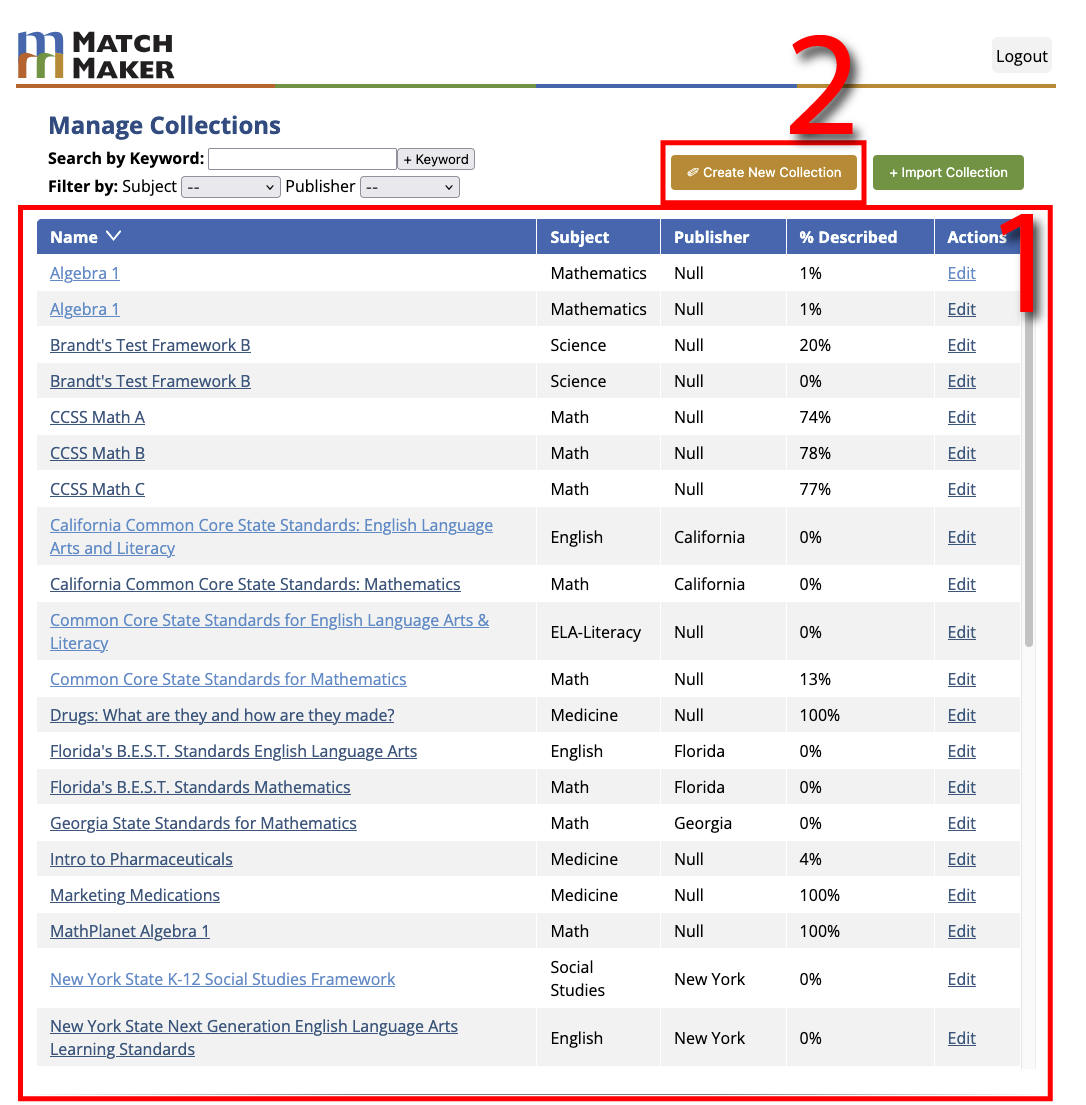 MATCH
MAKER
2
Logout
Manage Collections
Search by Keyword: + Keyword
Filter by: Subject -- Publisher --
✐ Create New Collection + Import Collection
1
Name Subject Publisher % Described Actions
Algebra 1 Mathematics Null 1% Edit
Algebra 1 Mathematics Null 1% Edit
Brandt's Test Framework B Science Null 20% Edit
Brandt's Test Framework B Science Null 0% Edit
CCSS Math A Math Null 74% Edit
CCSS Math B Math Null 78% Edit
CCSS Math C Math Null 77% Edit
California Common Core State Standards: English Language
Arts and Literacy English California 0% Edit
California Common Core State Standards: Mathematics Math California 0% Edit
Common Core State Standards for English Language Arts &
Literacy ELA-Literacy Null 0% Edit
Common Core State Standards for Mathematics Math Null 13% Edit
Drugs: What are they and how are they made? Medicine Null 100% Edit
Florida's B.E.S.T. Standards English Language Arts English Florida 0% Edit
Florida's B.E.S.T. Standards Mathematics Math Florida 0% Edit
Georgia State Standards for Mathematics Math Georgia 0% Edit
Intro to Pharmaceuticals Medicine Null 4% Edit
Marketing Medications Medicine Null 100% Edit
MathPlanet Algebra 1 Math Null 100% Edit
New York State K-12 Social Studies Framework Social
Studies New York 0% Edit
New York State Next Generation English Language Arts
Learning Standards English New York 0% Edit